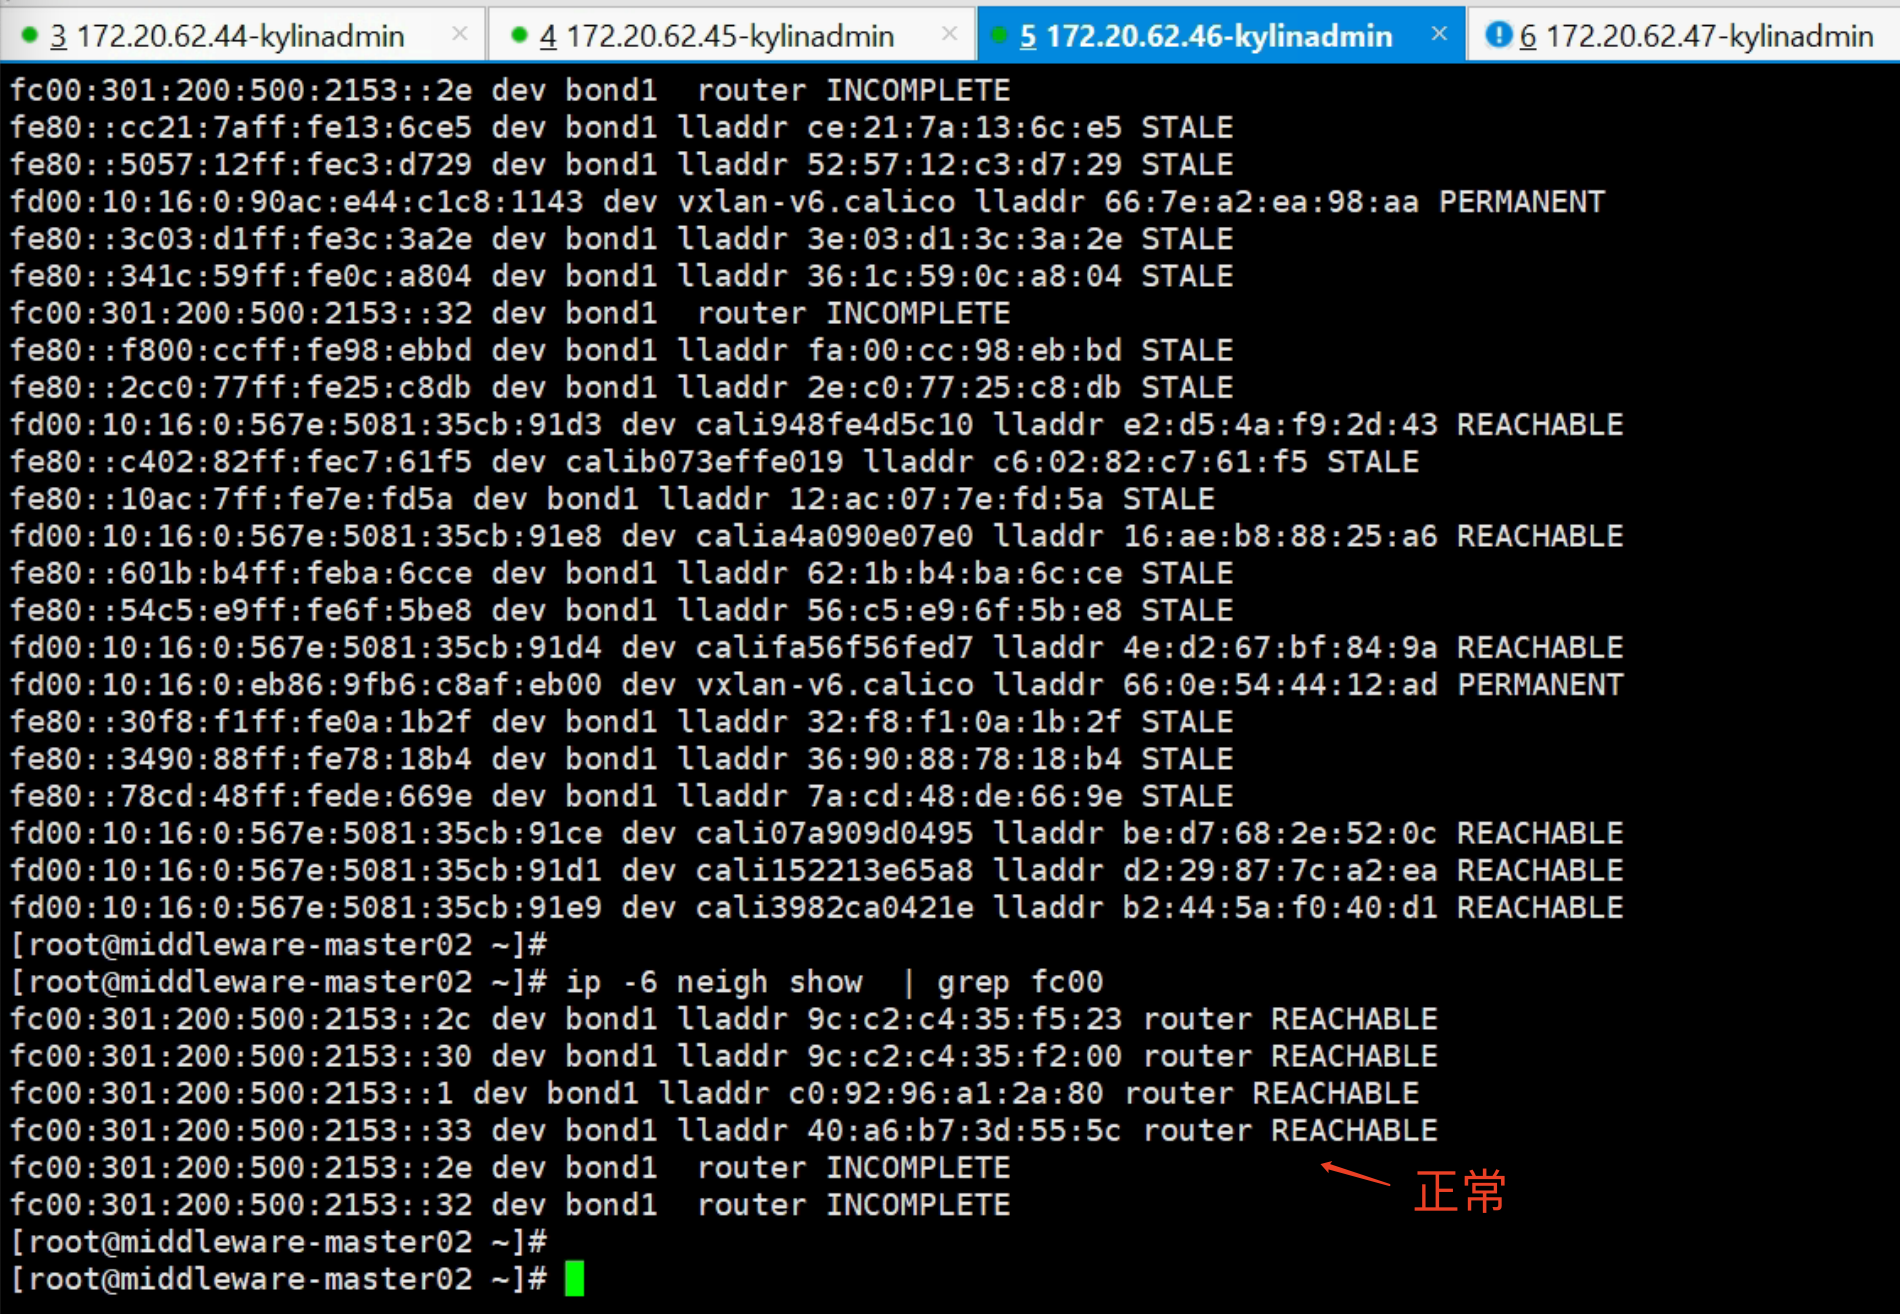 3 172.20.62.44-kylinadmin × 4 172.20.62.45-kylinadmin × 5 172.20.62.46-kylinadmin × 6 172.20.62.47-kylinadmin
fc00:301:200:500:2153::2e dev bond1  router INCOMPLETE
fe80::cc21:7aff:fe13:6ce5 dev bond1 lladdr ce:21:7a:13:6c:e5 STALE
fe80::5057:12ff:fec3:d729 dev bond1 lladdr 52:57:12:c3:d7:29 STALE
fd00:10:16:0:90ac:e44:c1c8:1143 dev vxlan-v6.calico lladdr 66:7e:a2:ea:98:aa PERMANENT
fe80::3c03:d1ff:fe3c:3a2e dev bond1 lladdr 3e:03:d1:3c:3a:2e STALE
fe80::341c:59ff:fe0c:a804 dev bond1 lladdr 36:1c:59:0c:a8:04 STALE
fc00:301:200:500:2153::32 dev bond1  router INCOMPLETE
fe80::f800:ccff:fe98:ebbd dev bond1 lladdr fa:00:cc:98:eb:bd STALE
fe80::2cc0:77ff:fe25:c8db dev bond1 lladdr 2e:c0:77:25:c8:db STALE
fd00:10:16:0:567e:5081:35cb:91d3 dev cali948fe4d5c10 lladdr e2:d5:4a:f9:2d:43 REACHABLE
fe80::c402:82ff:fec7:61f5 dev calib073effe019 lladdr c6:02:82:c7:61:f5 STALE
fe80::10ac:7ff:fe7e:fd5a dev bond1 lladdr 12:ac:07:7e:fd:5a STALE
fd00:10:16:0:567e:5081:35cb:91e8 dev calia4a090e07e0 lladdr 16:ae:b8:88:25:a6 REACHABLE
fe80::601b:b4ff:feba:6cce dev bond1 lladdr 62:1b:b4:ba:6c:ce STALE
fe80::54c5:e9ff:fe6f:5be8 dev bond1 lladdr 56:c5:e9:6f:5b:e8 STALE
fd00:10:16:0:567e:5081:35cb:91d4 dev califa56f56fed7 lladdr 4e:d2:67:bf:84:9a REACHABLE
fd00:10:16:0:eb86:9fb6:c8af:eb00 dev vxlan-v6.calico lladdr 66:0e:54:44:12:ad PERMANENT
fe80::30f8:f1ff:fe0a:1b2f dev bond1 lladdr 32:f8:f1:0a:1b:2f STALE
fe80::3490:88ff:fe78:18b4 dev bond1 lladdr 36:90:88:78:18:b4 STALE
fe80::78cd:48ff:fede:669e dev bond1 lladdr 7a:cd:48:de:66:9e STALE
fd00:10:16:0:567e:5081:35cb:91ce dev cali07a909d0495 lladdr be:d7:68:2e:52:0c REACHABLE
fd00:10:16:0:567e:5081:35cb:91d1 dev cali152213e65a8 lladdr d2:29:87:7c:a2:ea REACHABLE
fd00:10:16:0:567e:5081:35cb:91e9 dev cali3982ca0421e lladdr b2:44:5a:f0:40:d1 REACHABLE
[root@middleware-master02 ~]#
[root@middleware-master02 ~]# ip -6 neigh show  | grep fc00
fc00:301:200:500:2153::2c dev bond1 lladdr 9c:c2:c4:35:f5:23 router REACHABLE
fc00:301:200:500:2153::30 dev bond1 lladdr 9c:c2:c4:35:f2:00 router REACHABLE
fc00:301:200:500:2153::1 dev bond1 lladdr c0:92:96:a1:2a:80 router REACHABLE
fc00:301:200:500:2153::33 dev bond1 lladdr 40:a6:b7:3d:55:5c router REACHABLE
fc00:301:200:500:2153::2e dev bond1  router INCOMPLETE
正常
fc00:301:200:500:2153::32 dev bond1  router INCOMPLETE
[root@middleware-master02 ~]#
[root@middleware-master02 ~]#